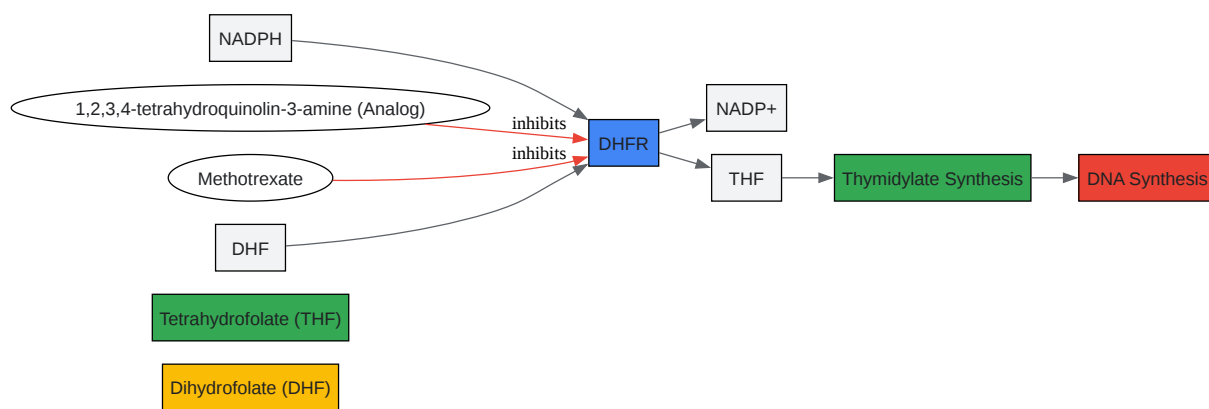 NADPH
1,2,3,4-tetrahydroquinolin-3-amine (Analog)
inhibits
inhibits
Methotrexate
DHF
DHFR
NADP+
THF
Thymidylate Synthesis
DNA Synthesis
Tetrahydrofolate (THF)
Dihydrofolate (DHF)